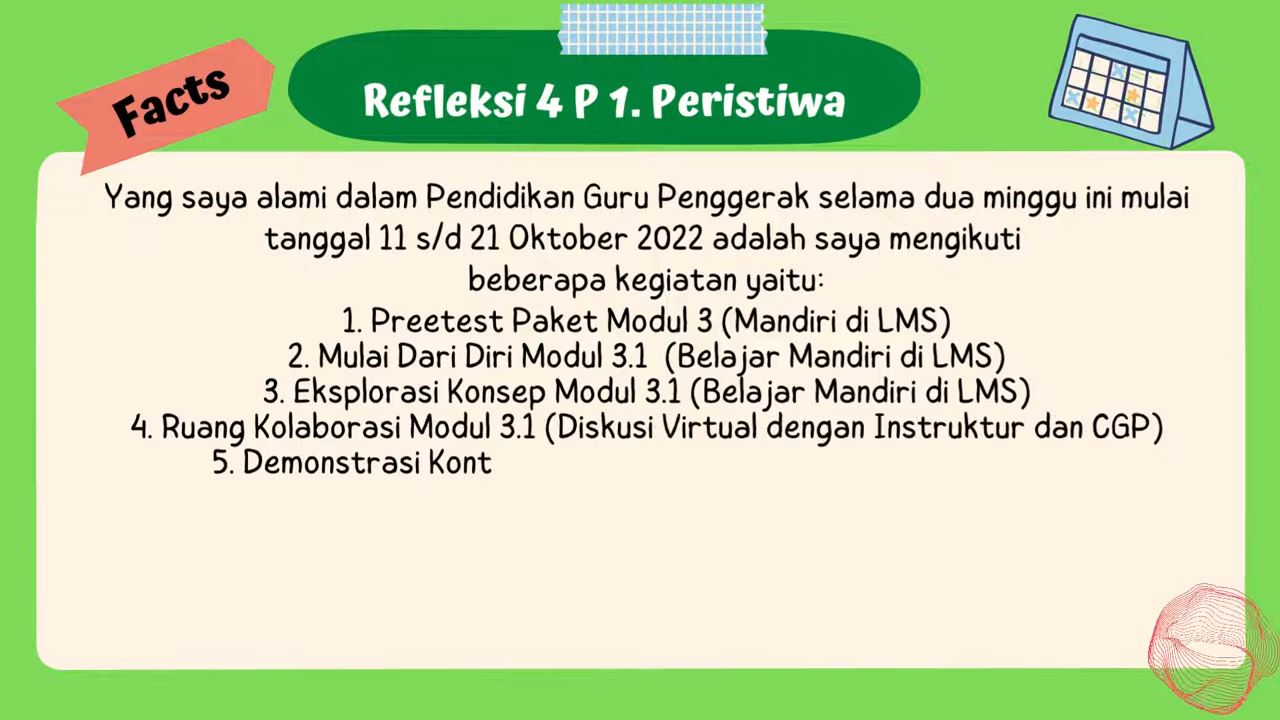 Facts
Refleksi 4 P 1. Peristiwa
Yang saya alami dalam Pendidikan Guru Penggerak selama dua minggu ini mulai
tanggal 11 s/d 21 Oktober 2022 adalah saya mengikuti
beberapa kegiatan yaitu:
1. Preetest Paket Modul 3 (Mandiri di LMS)
2. Mulai Dari Diri Modul 3.1 (Belajar Mandiri di LMS)
3. Eksplorasi Konsep Modul 3.1 (Belajar Mandiri di LMS)
4. Ruang Kolaborasi Modul 3.1 (Diskusi Virtual dengan Instruktur dan CGP)
5. Demonstrasi Kont